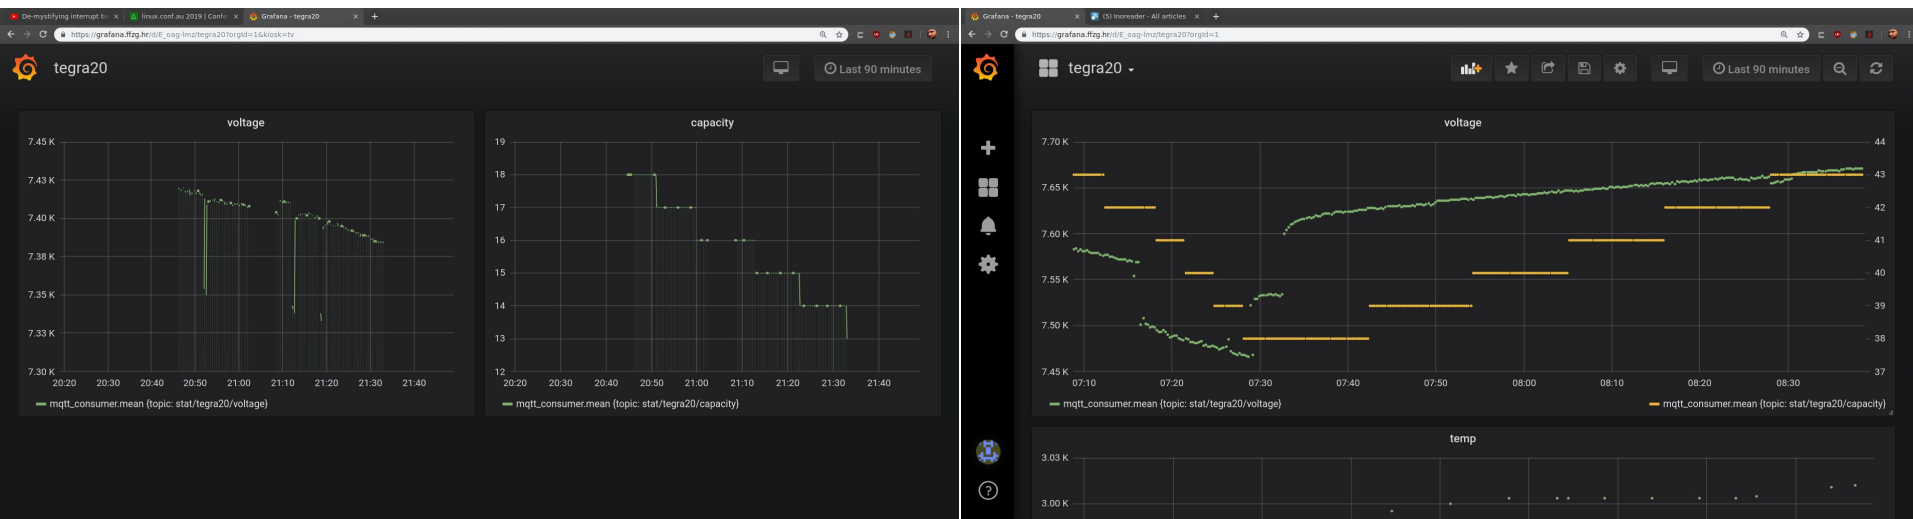 De-mystifying interrupt ba
linux.conf.au 2019 | Confe
Grafana - tegra20
https://grafana.ffzg.hr/d/E_oag-lmz/tegra20?orgId=1&kiosk=tv
tegra20
Last 90 minutes
voltage
7.45 K
7.43 K
7.40 K
7.38 K
7.35 K
7.33 K
7.30 K
20:20 20:30 20:40 20:50 21:00 21:10 21:20 21:30 21:40
mqtt_consumer.mean {topic: stat/tegra20/voltage}
capacity
19
18
17
16
15
14
13
12
20:20 20:30 20:40 20:50 21:00 21:10 21:20 21:30 21:40
mqtt_consumer.mean {topic: stat/tegra20/capacity}
Grafana - tegra20
(5) Inoreader - All articles
https://grafana.ffzg.hr/d/E_oag-lmz/tegra20?orgId=1
tegra20
Last 90 minutes
voltage
7.70 K 44
7.65 K 43
42
7.60 K 41
7.55 K 40
39
7.50 K 38
7.45 K 37
07:10 07:20 07:30 07:40 07:50 08:00 08:10 08:20 08:30
mqtt_consumer.mean {topic: stat/tegra20/voltage} mqtt_consumer.mean {topic: stat/tegra20/capacity}
temp
3.03 K
3.00 K